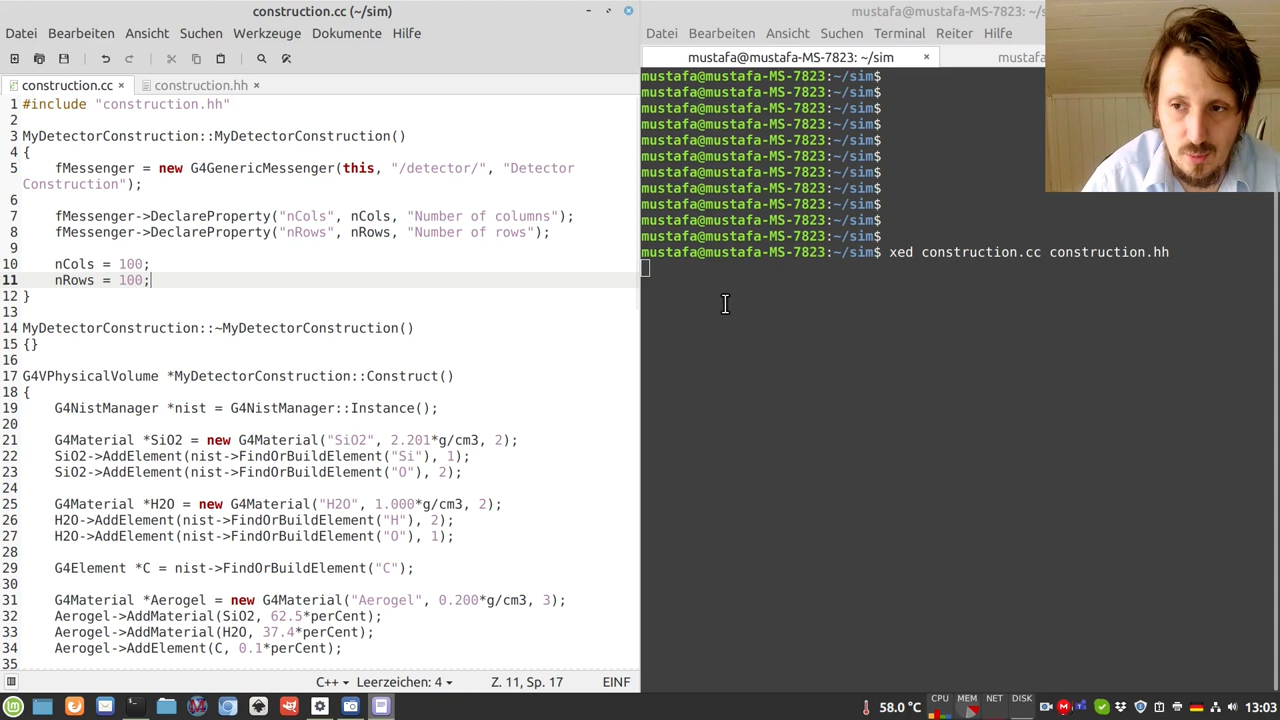 construction.cc (~/sim)
Datei Bearbeiten Ansicht Suchen Werkzeuge Dokumente Hilfe
construction.cc × construction.hh ×
1 #include "construction.hh"
2
3 MyDetectorConstruction::MyDetectorConstruction()
4 {
5 fMessenger = new G4GenericMessenger(this, "/detector/", "Detector
Construction");
6
7 fMessenger->DeclareProperty("nCols", nCols, "Number of columns");
8 fMessenger->DeclareProperty("nRows", nRows, "Number of rows");
9
10 nCols = 100;
11 nRows = 100;
12 }
13
14 MyDetectorConstruction::~MyDetectorConstruction()
15 {}
16
17 G4VPhysicalVolume *MyDetectorConstruction::Construct()
18 {
19 G4NistManager *nist = G4NistManager::Instance();
20
21 G4Material *SiO2 = new G4Material("SiO2", 2.201*g/cm3, 2);
22 SiO2->AddElement(nist->FindOrBuildElement("Si"), 1);
23 SiO2->AddElement(nist->FindOrBuildElement("O"), 2);
24
25 G4Material *H2O = new G4Material("H2O", 1.000*g/cm3, 2);
26 H2O->AddElement(nist->FindOrBuildElement("H"), 2);
27 H2O->AddElement(nist->FindOrBuildElement("O"), 1);
28
29 G4Element *C = nist->FindOrBuildElement("C");
30
31 G4Material *Aerogel = new G4Material("Aerogel", 0.200*g/cm3, 3);
32 Aerogel->AddMaterial(SiO2, 62.5*perCent);
33 Aerogel->AddMaterial(H2O, 37.4*perCent);
34 Aerogel->AddElement(C, 0.1*perCent);
35
C++ Leerzeichen: 4 Z. 11, Sp. 17 EINF
mustafa@mustafa-MS-7823: ~/si
Datei Bearbeiten Ansicht Suchen Terminal Reiter Hilfe
mustafa@mustafa-MS-7823: ~/sim × mustaf
mustafa@mustafa-MS-7823:~/sim$
mustafa@mustafa-MS-7823:~/sim$
mustafa@mustafa-MS-7823:~/sim$
mustafa@mustafa-MS-7823:~/sim$
mustafa@mustafa-MS-7823:~/sim$
mustafa@mustafa-MS-7823:~/sim$
mustafa@mustafa-MS-7823:~/sim$
mustafa@mustafa-MS-7823:~/sim$
mustafa@mustafa-MS-7823:~/sim$
mustafa@mustafa-MS-7823:~/sim$
mustafa@mustafa-MS-7823:~/sim$
mustafa@mustafa-MS-7823:~/sim$ xed construction.cc construction.hh
58.0 °C CPU MEM NET DISK 13:03